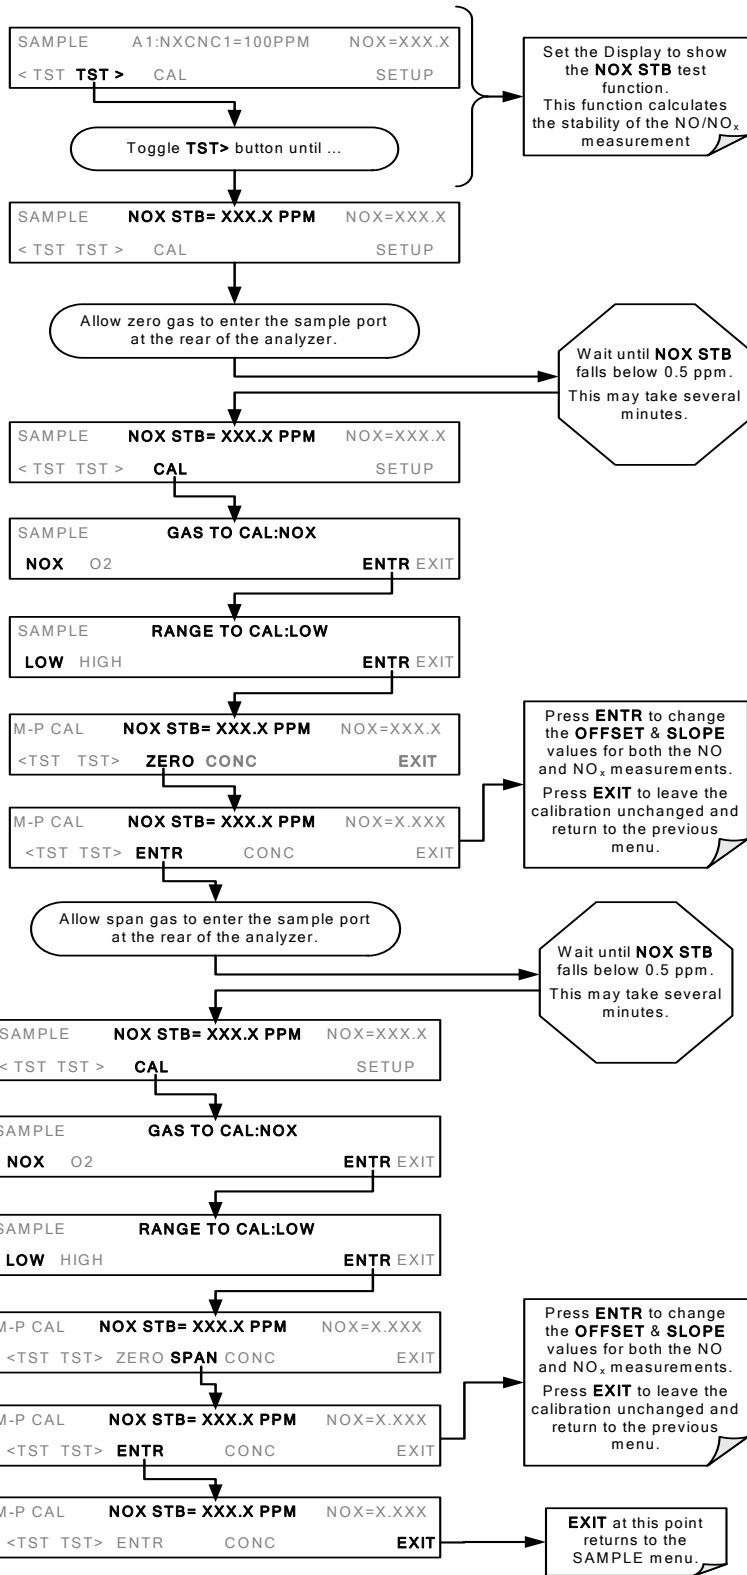 SAMPLE A1:NXCNC1=100PPM NOX=XXX.X
< TST TST > CAL SETUP
Set the Display to show
the NOX STB test
function.
This function calculates
the stability of the NO/NOx
measurement
Toggle TST> button until ...
SAMPLE NOX STB= XXX.X PPM NOX=XXX.X
< TST TST > CAL SETUP
Allow zero gas to enter the sample port
at the rear of the analyzer.
Wait until NOX STB
falls below 0.5 ppm.
This may take several
minutes.
SAMPLE NOX STB= XXX.X PPM NOX=XXX.X
< TST TST > CAL SETUP
SAMPLE GAS TO CAL:NOX
NOX O2 ENTR EXIT
SAMPLE RANGE TO CAL:LOW
LOW HIGH ENTR EXIT
M-P CAL NOX STB= XXX.X PPM NOX=XXX.X
<TST TST> ZERO CONC EXIT
M-P CAL NOX STB= XXX.X PPM NOX=X.XXX
<TST TST> ENTR CONC EXIT
Press ENTR to change
the OFFSET & SLOPE
values for both the NO
and NOx measurements.
Press EXIT to leave the
calibration unchanged and
return to the previous
menu.
Allow span gas to enter the sample port
at the rear of the analyzer.
Wait until NOX STB
falls below 0.5 ppm.
This may take several
minutes.
SAMPLE NOX STB= XXX.X PPM NOX=XXX.X
< TST TST > CAL SETUP
SAMPLE GAS TO CAL:NOX
NOX O2 ENTR EXIT
SAMPLE RANGE TO CAL:LOW
LOW HIGH ENTR EXIT
M-P CAL NOX STB= XXX.X PPM NOX=X.XXX
<TST TST> ZERO SPAN CONC EXIT
M-P CAL NOX STB= XXX.X PPM NOX=X.XXX
<TST TST> ENTR CONC EXIT
Press ENTR to change
the OFFSET & SLOPE
values for both the NO
and NOx measurements.
Press EXIT to leave the
calibration unchanged and
return to the previous
menu.
M-P CAL NOX STB= XXX.X PPM NOX=X.XXX
<TST TST> ENTR CONC EXIT
EXIT at this point
returns to the
SAMPLE menu.